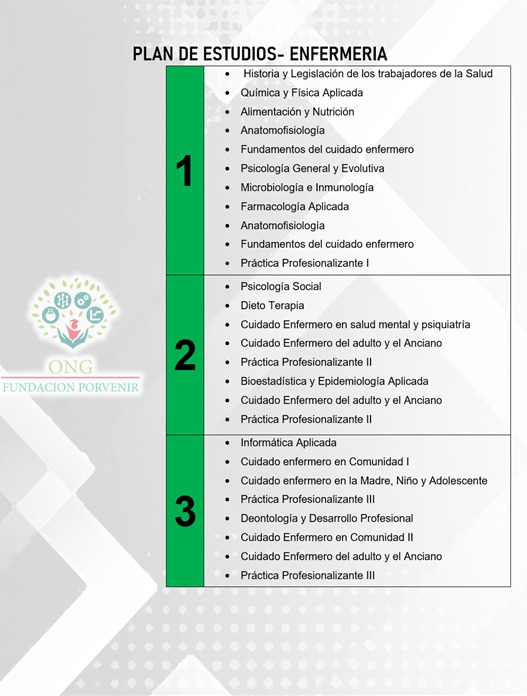 PLAN DE ESTUDIOS- ENFERMERIA
1
• Historia y Legislación de los trabajadores de la Salud
• Química y Física Aplicada
• Alimentación y Nutrición
• Anatomofisiología
• Fundamentos del cuidado enfermero
• Psicología General y Evolutiva
• Microbiología e Inmunología
• Farmacología Aplicada
• Anatomofisiología
• Fundamentos del cuidado enfermero
• Práctica Profesionalizante I
2
• Psicología Social
• Dieto Terapia
• Cuidado Enfermero en salud mental y psiquiatría
• Cuidado Enfermero del adulto y el Anciano
• Práctica Profesionalizante II
• Bioestadística y Epidemiología Aplicada
• Cuidado Enfermero del adulto y el Anciano
• Práctica Profesionalizante II
3
• Informática Aplicada
• Cuidado enfermero en Comunidad I
• Cuidado enfermero en la Madre, Niño y Adolescente
• Práctica Profesionalizante III
• Deontología y Desarrollo Profesional
• Cuidado Enfermero en Comunidad II
• Cuidado Enfermero del adulto y el Anciano
• Práctica Profesionalizante III
ONG
FUNDACION PORVENIR